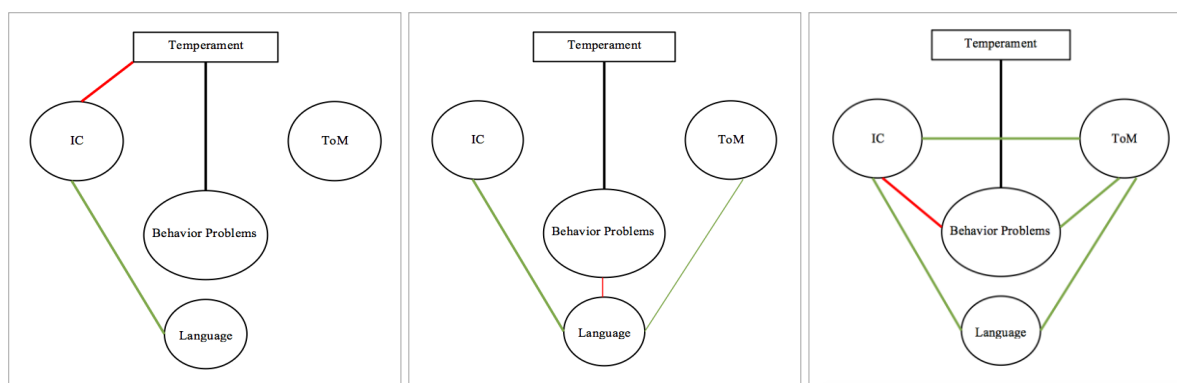 Temperament
IC
ToM
Behavior Problems
Language
Temperament
IC
ToM
Behavior Problems
Language
Temperament
IC
ToM
Behavior Problems
Language